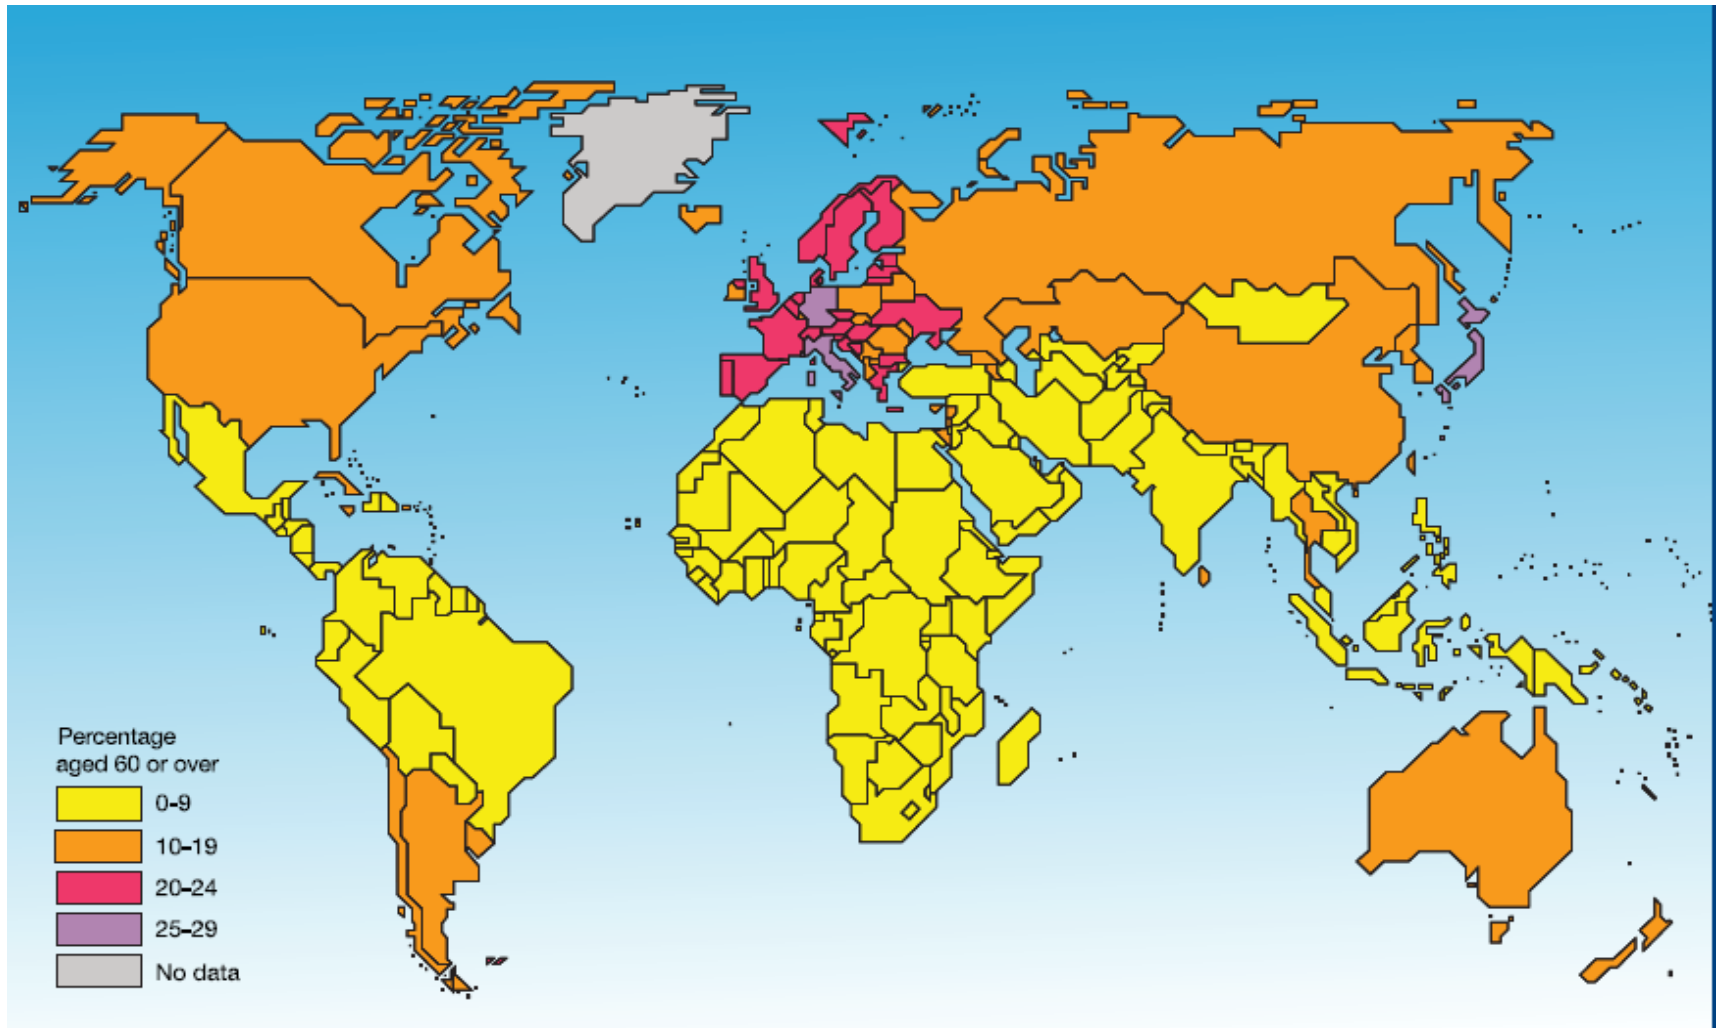 Percentage
aged 60 or over
0–9
10–19
20–24
25–29
No data